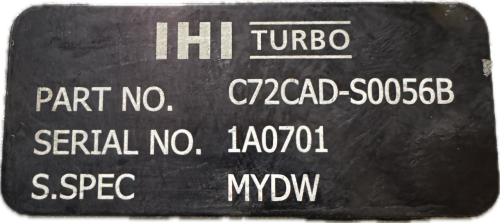 IHI TURBO
PART NO. C72CAD-S0056B
SERIAL NO. 1A0701
S.SPEC MYDW